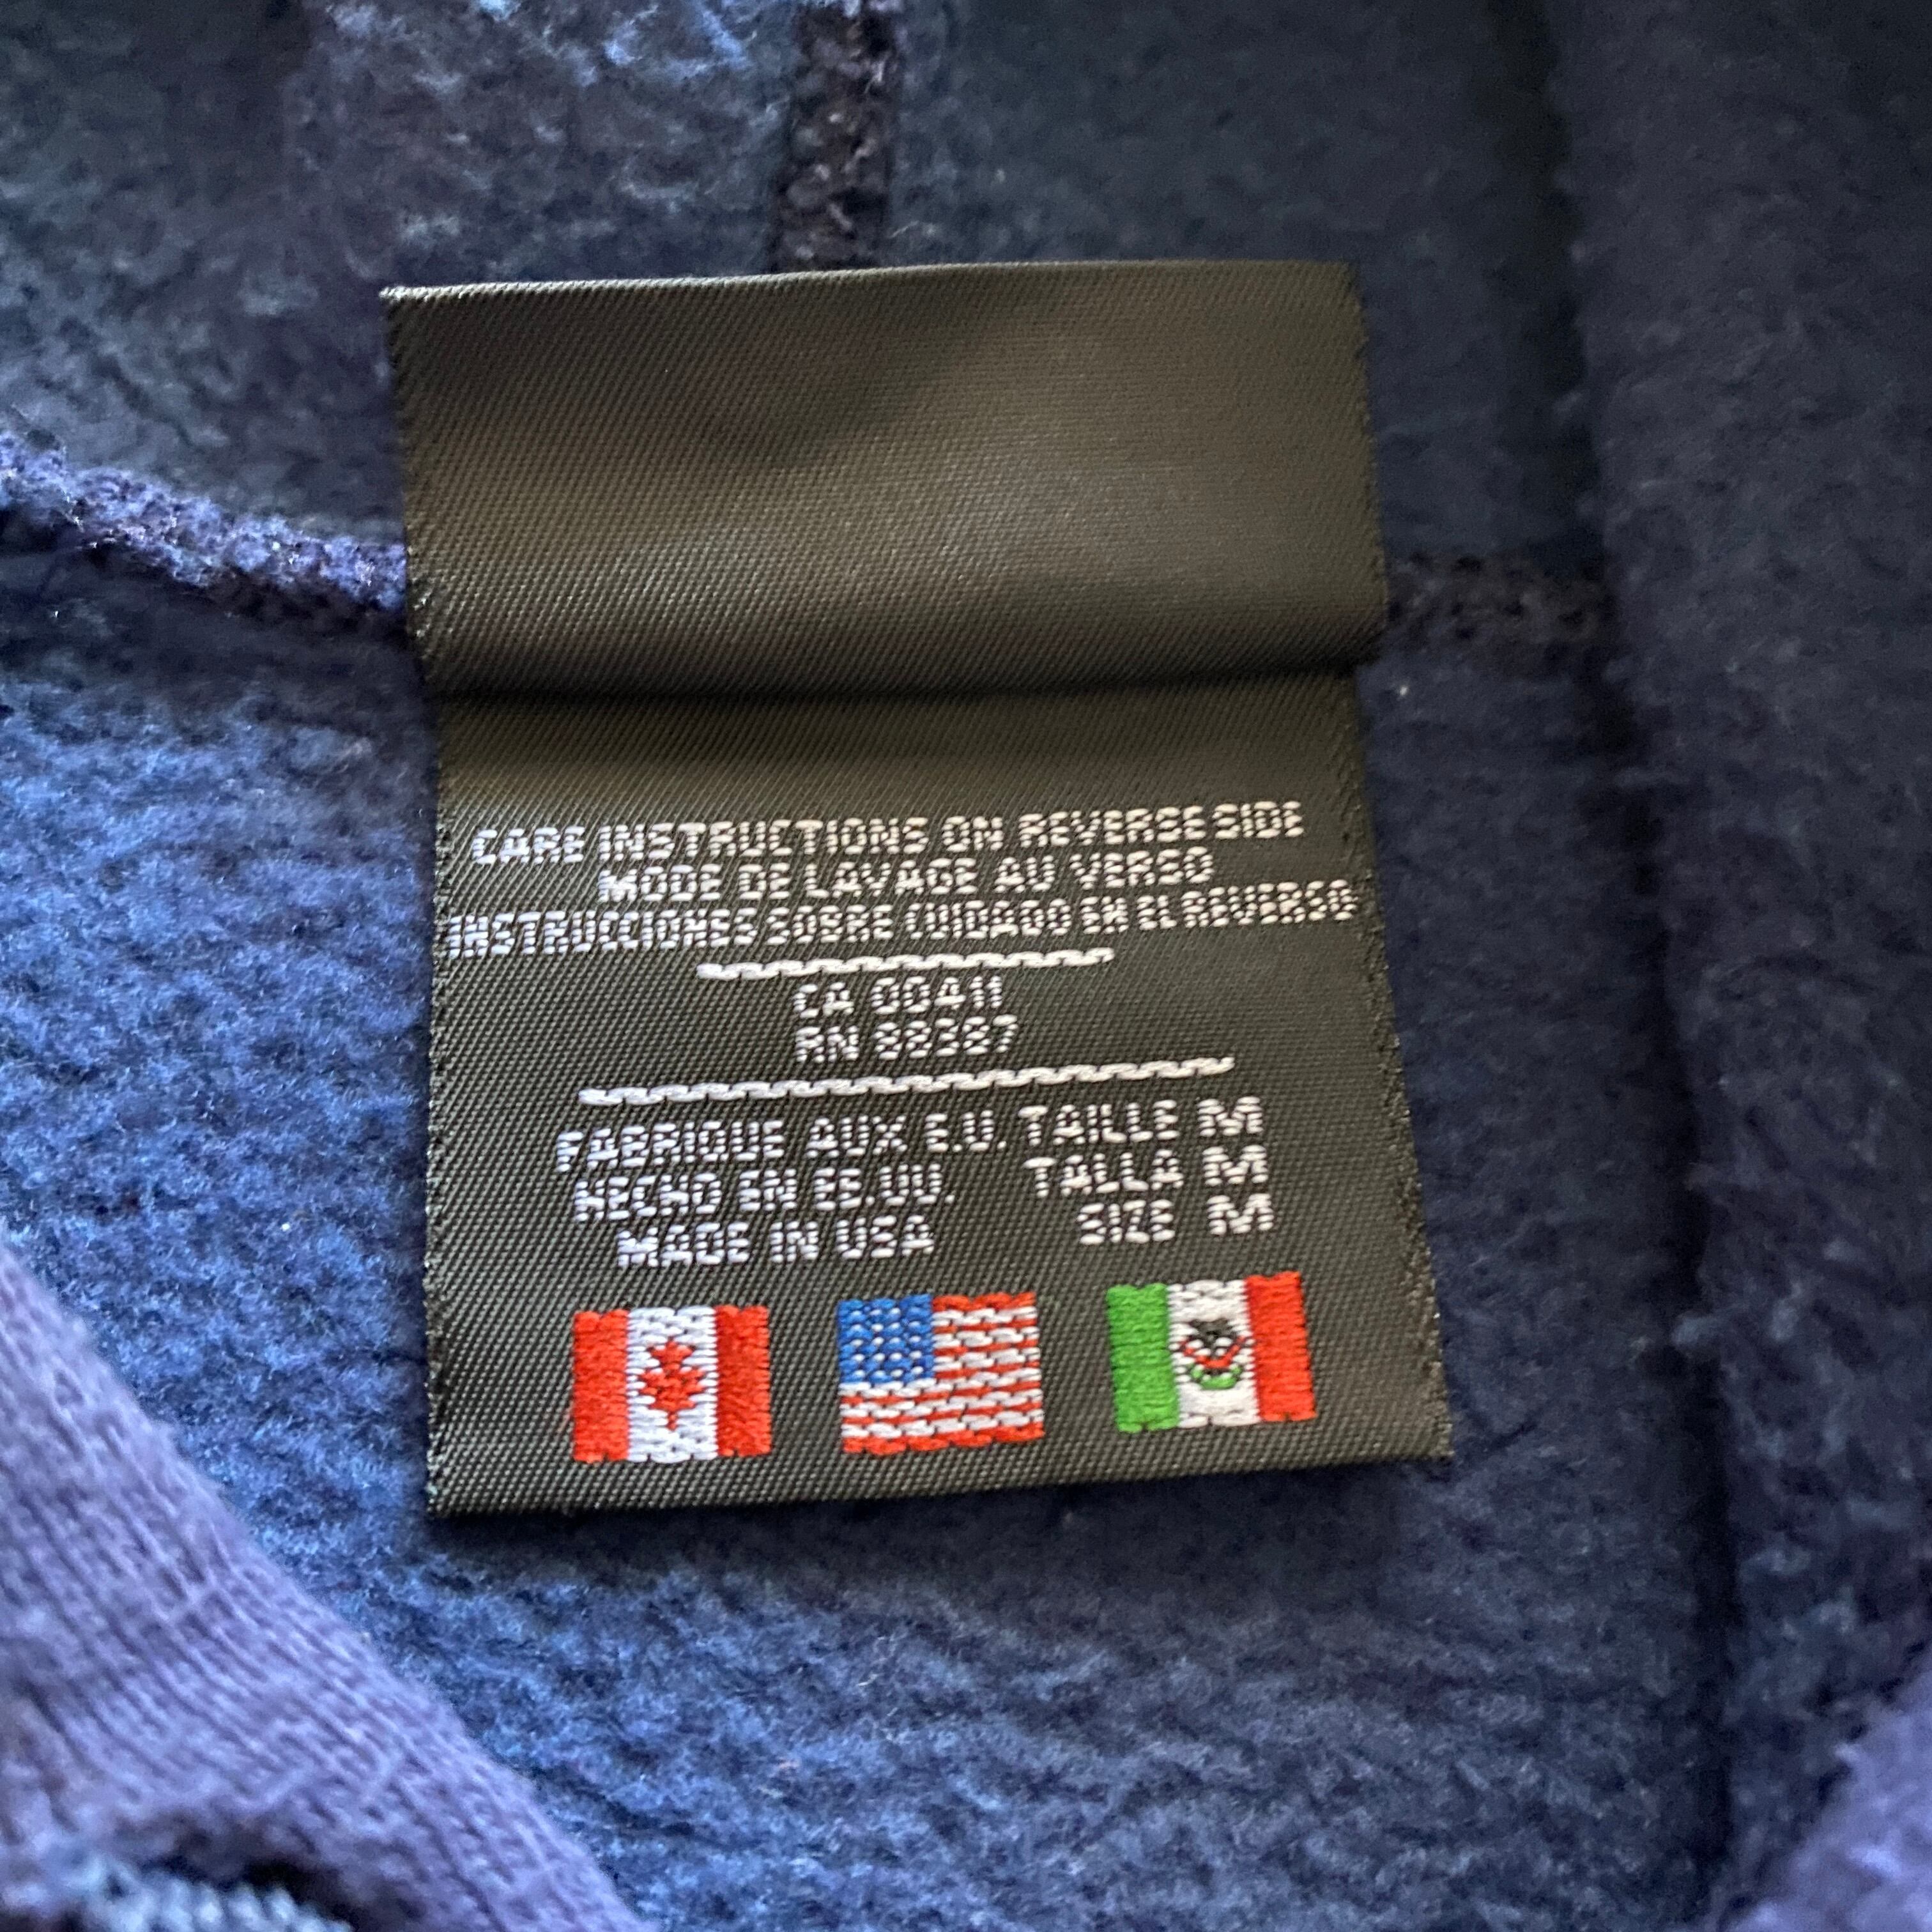 CARE INSTRUCTIONS ON REVERSE SIDE
MODE DE LAVAGE AU VERSO
INSTRUCCIONES SOBRE CUIDADO EN EL REVERSO
CA 00411
RN 88387
FABRIQUE AUX E.U. TAILLE M
HECHO EN EE.UU. TALLA M
MADE IN USA SIZE M